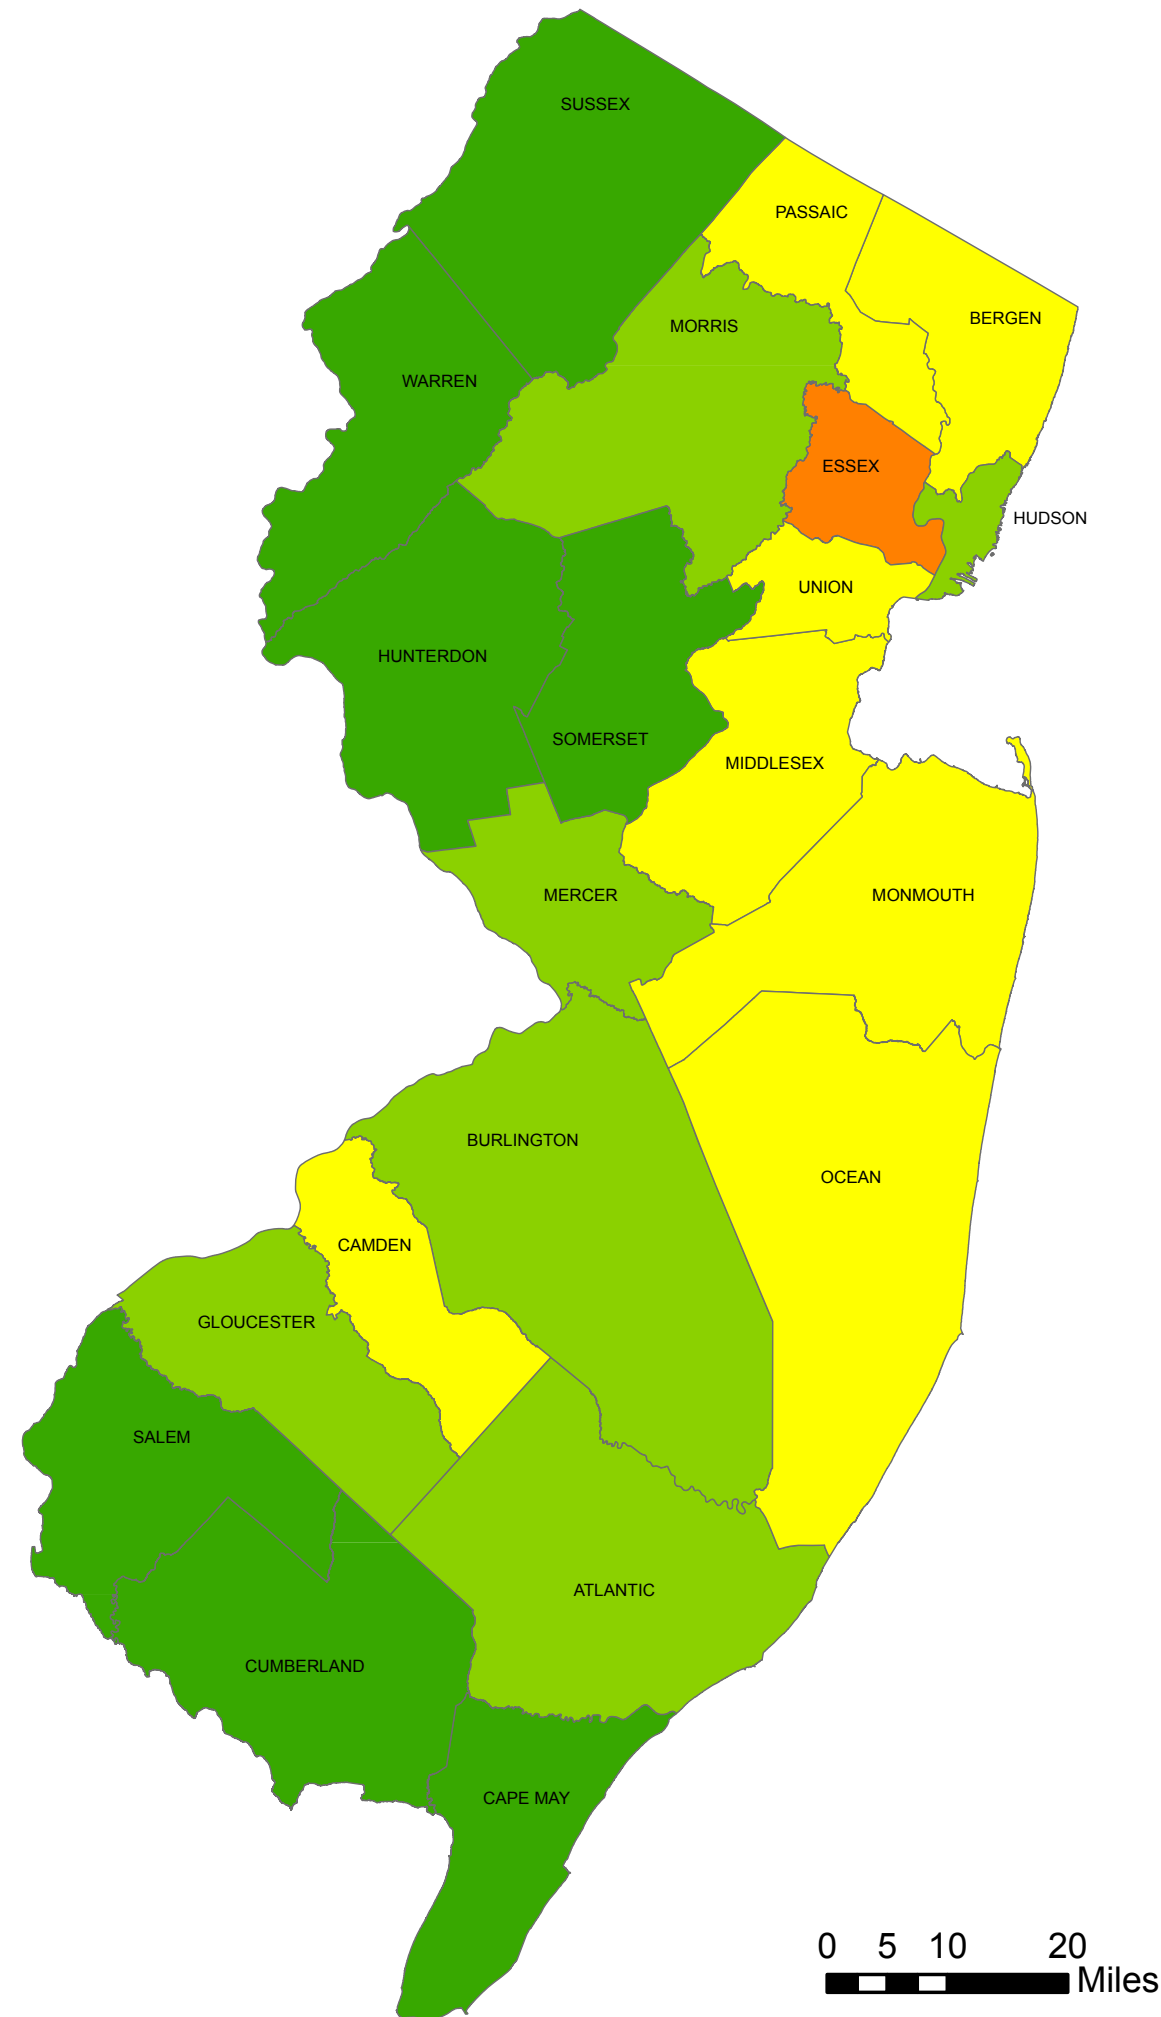 SUSSEX
PASSAIC
BERGEN
MORRIS
WARREN
ESSEX
HUDSON
UNION
HUNTERDON
SOMERSET
MIDDLESEX
MERCER
MONMOUTH
BURLINGTON
OCEAN
CAMDEN
GLOUCESTER
SALEM
ATLANTIC
CUMBERLAND
CAPE MAY
0 5 10 20
Miles